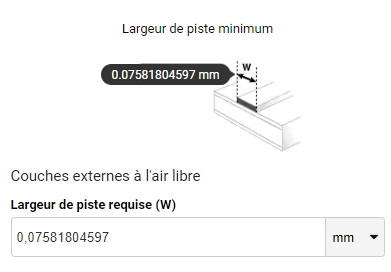 Largeur de piste minimum
W
0.07581804597 mm
Couches externes à l'air libre
Largeur de piste requise (W)
0,07581804597 mm